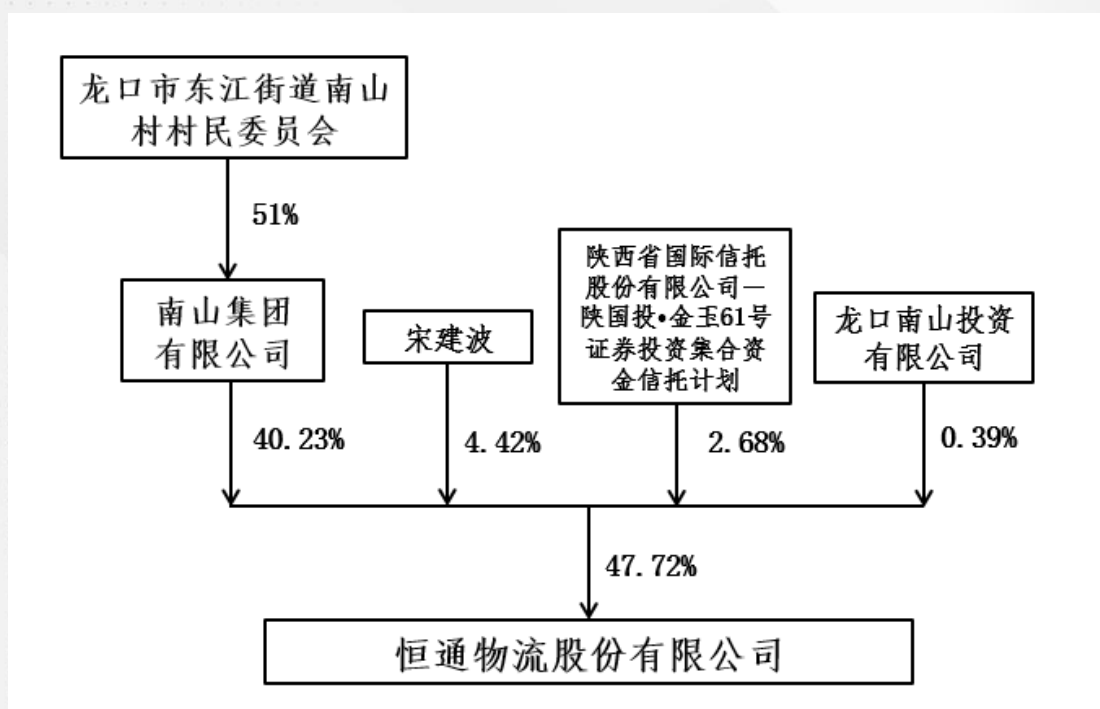 龙口市东江街道南山
村村民委员会
51%
南山集团
有限公司
宋建波
陕西省国际信托
股份有限公司—
陕国投•金玉61号
证券投资集合资
金信托计划
龙口南山投资
有限公司
40.23%
4.42%
2.68%
0.39%
47.72%
恒通物流股份有限公司